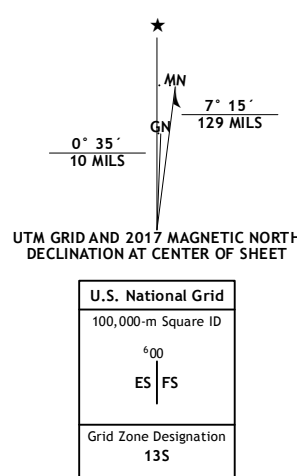 ★
MN
7° 15´
129 MILS
GN
0° 35´
10 MILS
UTM GRID AND 2017 MAGNETIC NORTH
DECLINATION AT CENTER OF SHEET
U.S. National Grid
100,000-m Square ID
⁶00
ES FS
Grid Zone Designation
13S